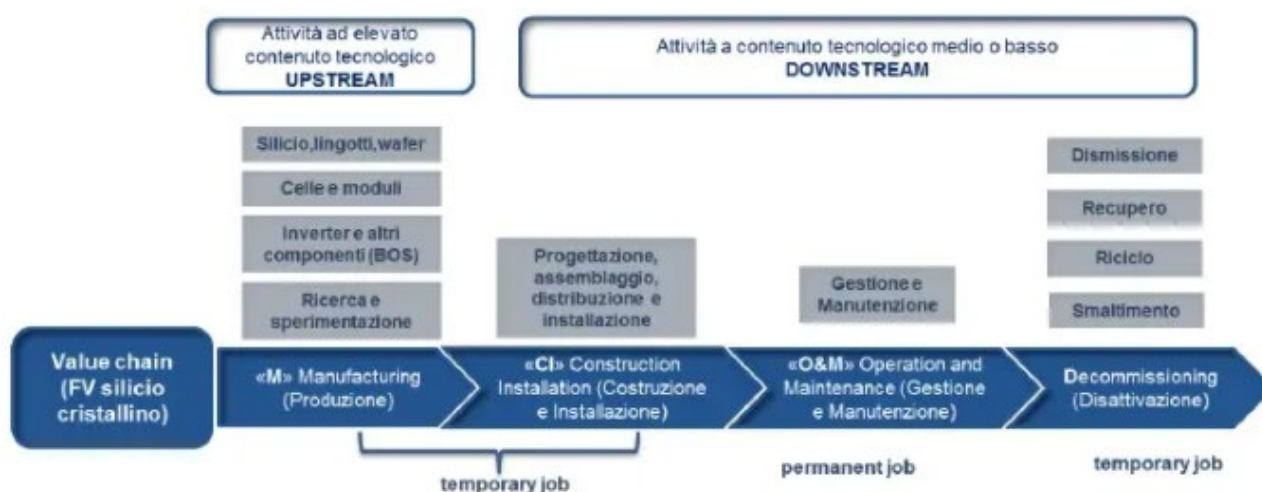 Attività ad elevato
contenuto tecnologico
UPSTREAM
Attività a contenuto tecnologico medio o basso
DOWNSTREAM
Silicio,lingotti,wafer
Celle e moduli
Inverter e altri
componenti (BOS)
Ricerca e
sperimentazione
Progettazione,
assemblaggio,
distribuzione e
installazione
Gestione e
Manutenzione
Dismissione
Recupero
Riciclo
Smaltimento
Value chain
(FV silicio
cristallino)
«M» Manufacturing
(Produzione)
«CI» Construction
Installation (Costruzione
e Installazione)
«O&M» Operation and
Maintenance (Gestione
e Manutenzione)
Decommissioning
(Disattivazione)
temporary job
permanent job
temporary job